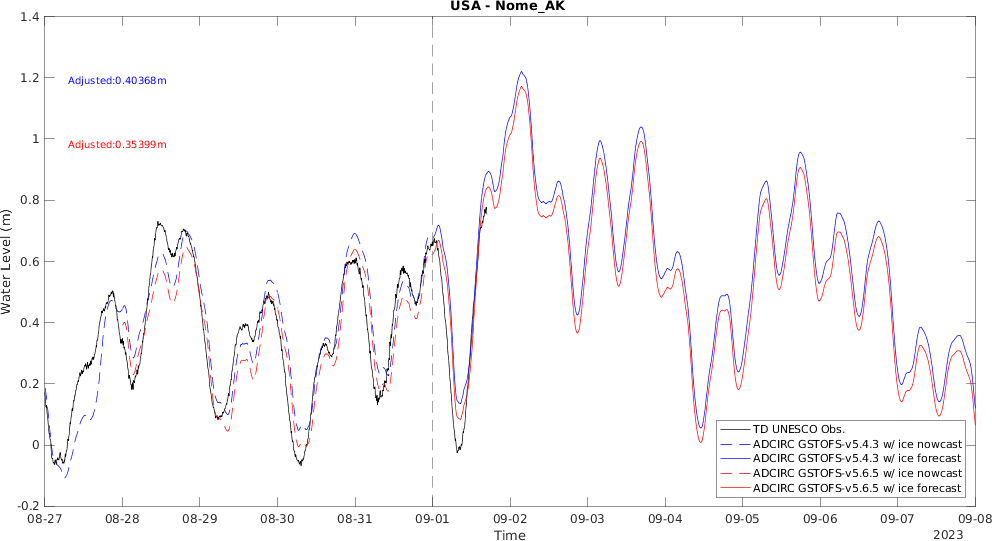 USA - Nome_AK
1.4
1.2
1
0.8
0.6
0.4
0.2
0
-0.2
Water Level (m)
Adjusted:0.40368m
Adjusted:0.35399m
TD UNESCO Obs.
ADCIRC GSTOFS-v5.4.3 w/ ice nowcast
ADCIRC GSTOFS-v5.4.3 w/ ice forecast
ADCIRC GSTOFS-v5.6.5 w/ ice nowcast
ADCIRC GSTOFS-v5.6.5 w/ ice forecast
08-27 08-28 08-29 08-30 08-31 09-01 09-02 09-03 09-04 09-05 09-06 09-07 09-08
Time
2023